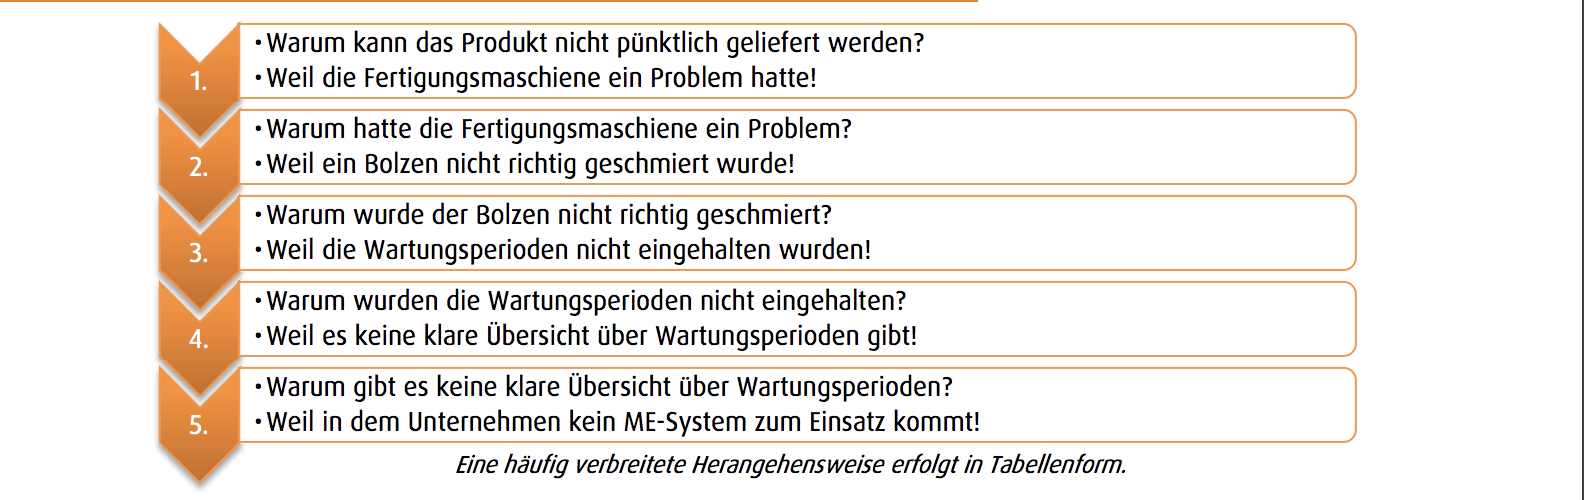 1.
• Warum kann das Produkt nicht pünktlich geliefert werden?
• Weil die Fertigungsmaschiene ein Problem hatte!
2.
• Warum hatte die Fertigungsmaschiene ein Problem?
• Weil ein Bolzen nicht richtig geschmiert wurde!
3.
• Warum wurde der Bolzen nicht richtig geschmiert?
• Weil die Wartungsperioden nicht eingehalten wurden!
4.
• Warum wurden die Wartungsperioden nicht eingehalten?
• Weil es keine klare Übersicht über Wartungsperioden gibt!
5.
• Warum gibt es keine klare Übersicht über Wartungsperioden?
• Weil in dem Unternehmen kein ME-System zum Einsatz kommt!
Eine häufig verbreitete Herangehensweise erfolgt in Tabellenform.